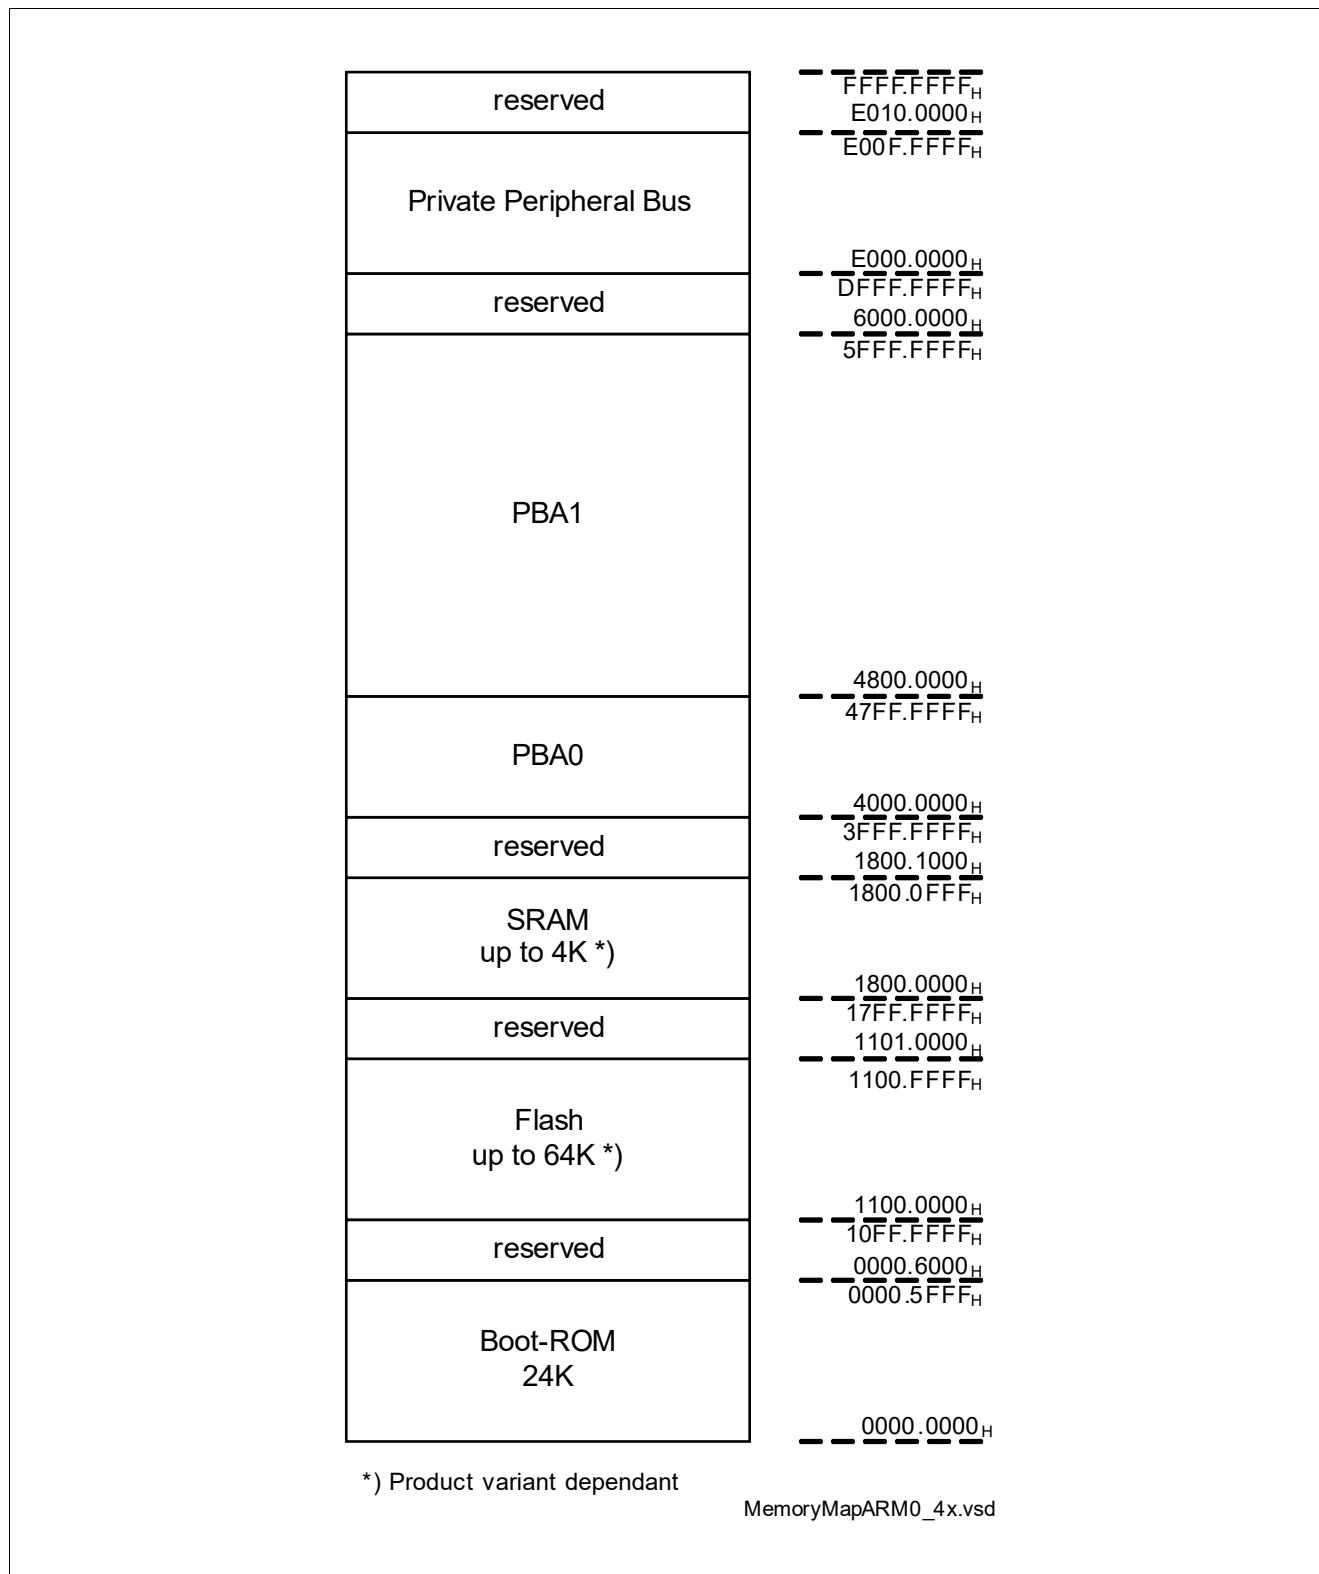 reserved
FFFF.FFFFH
E010.0000H
E00F.FFFFH
Private Peripheral Bus
E000.0000H
DFFF.FFFFH
reserved
6000.0000H
5FFF.FFFFH
PBA1
4800.0000H
47FF.FFFFH
PBA0
4000.0000H
3FFF.FFFFH
reserved
1800.1000H
1800.0FFFH
SRAM
up to 4K *)
1800.0000H
17FF.FFFFH
reserved
1101.0000H
1100.FFFFH
Flash
up to 64K *)
1100.0000H
10FF.FFFFH
reserved
0000.6000H
0000.5FFFH
Boot-ROM
24K
0000.0000H
*) Product variant dependant
MemoryMapARM0_4x.vsd